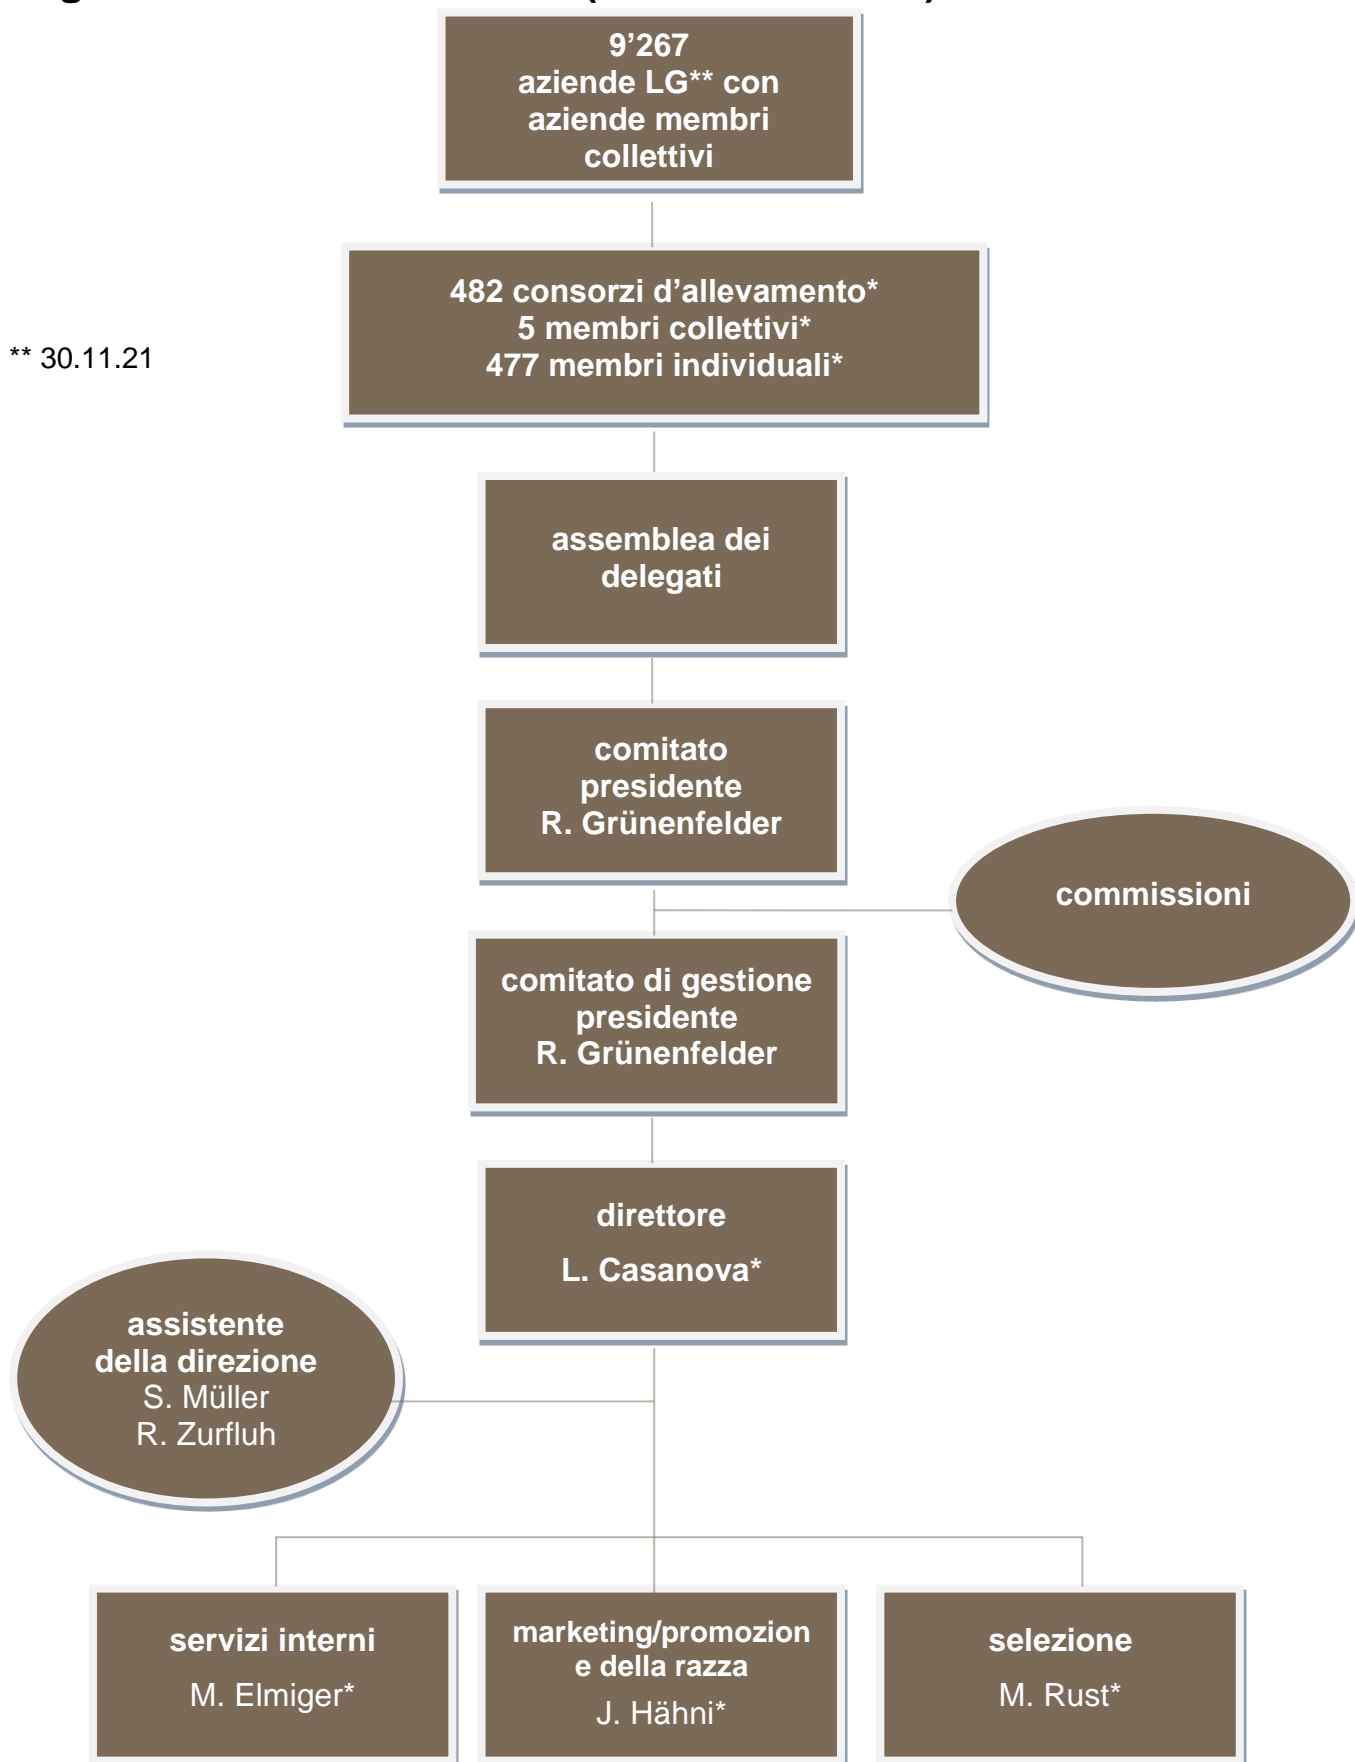 9’267
aziende LG** con
aziende membri
collettivi
482 consorzi d'allevamento*
5 membri collettivi*
477 membri individuali*
** 30.11.21
assemblea dei
delegati
comitato
presidente
R. Grünenfelder
commissioni
comitato di gestione
presidente
R. Grünenfelder
direttore
L. Casanova*
assistente
della direzione
S. Müller
R. Zurfluh
servizi interni
M. Elmiger*
marketing/promozion
e della razza
J. Hähni*
selezione
M. Rust*